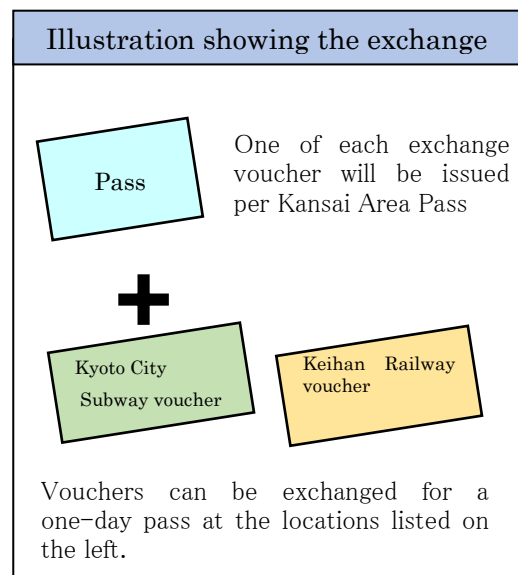 Illustration showing the exchange
Pass
One of each exchange
voucher will be issued
per Kansai Area Pass
Kyoto City
Subway voucher
Keihan Railway
voucher
Vouchers can be exchanged for a
one-day pass at the locations listed on
the left.